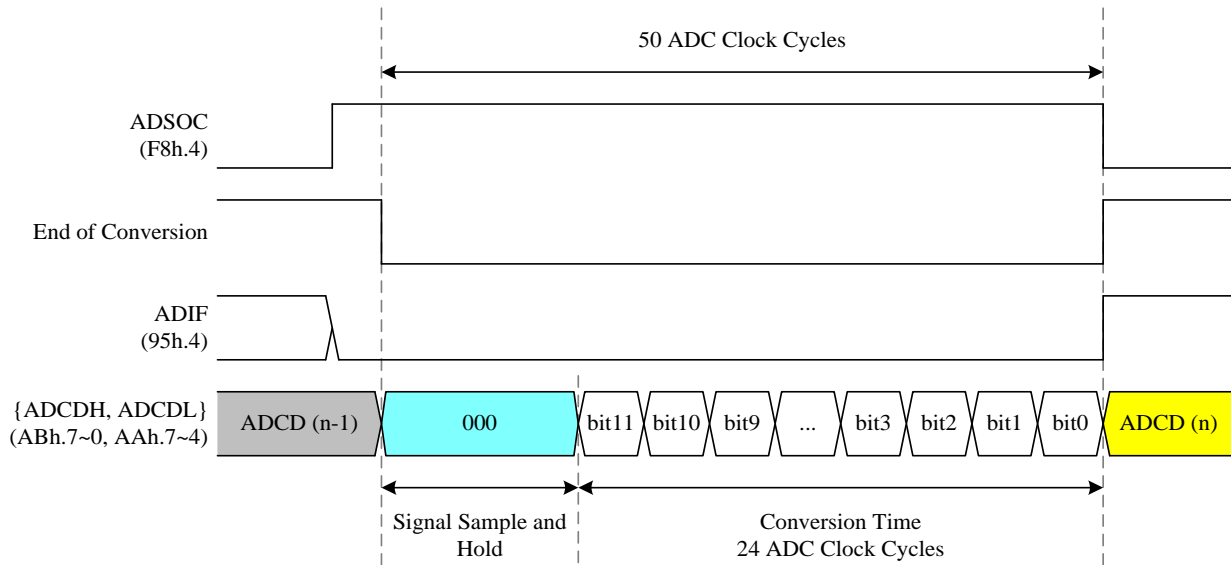 50 ADC Clock Cycles
ADSOC
(F8h.4)
End of Conversion
ADIF
(95h.4)
{ADCDH, ADCDL}
(ABh.7~0, AAh.7~4)
ADCD (n-1)
000
bit11
bit10
bit9
...
bit3
bit2
bit1
bit0
ADCD (n)
Signal Sample and
Hold
Conversion Time
24 ADC Clock Cycles